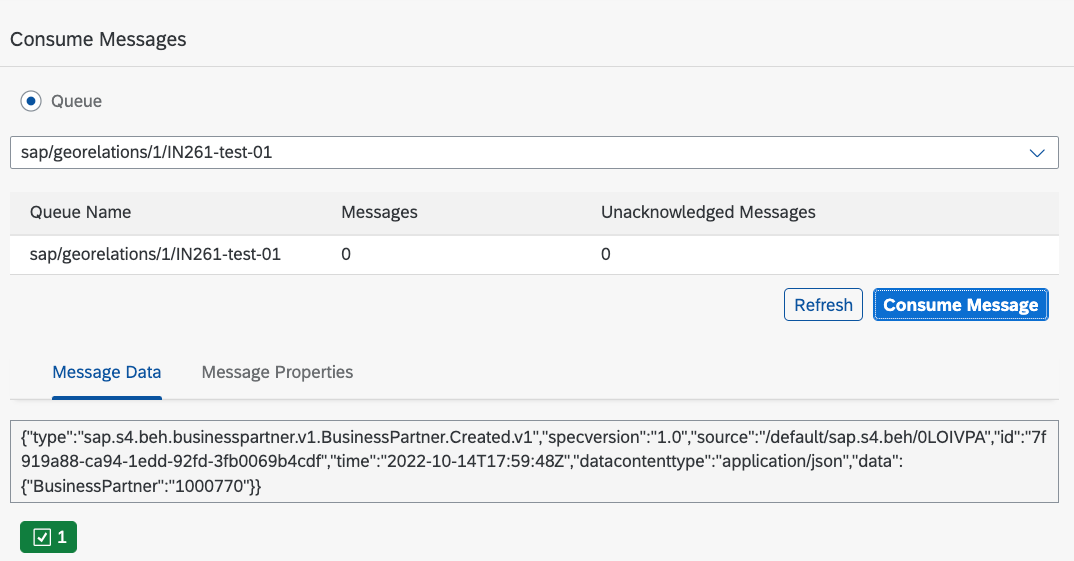 Consume Messages
Queue
sap/georelations/1/IN261-test-01
Queue Name Messages Unacknowledged Messages
sap/georelations/1/IN261-test-01 0 0
Refresh Consume Message
Message Data Message Properties
{"type":"sap.s4.beh.businesspartner.v1.BusinessPartner.Created.v1","specversion":"1.0","source":"/default/sap.s4.beh/0LOIVPA","id":"7f
919a88-ca94-1edd-92fd-3fb0069b4cdf","time":"2022-10-14T17:59:48Z","datacontenttype":"application/json","data":
{"BusinessPartner":"1000770"}}
1